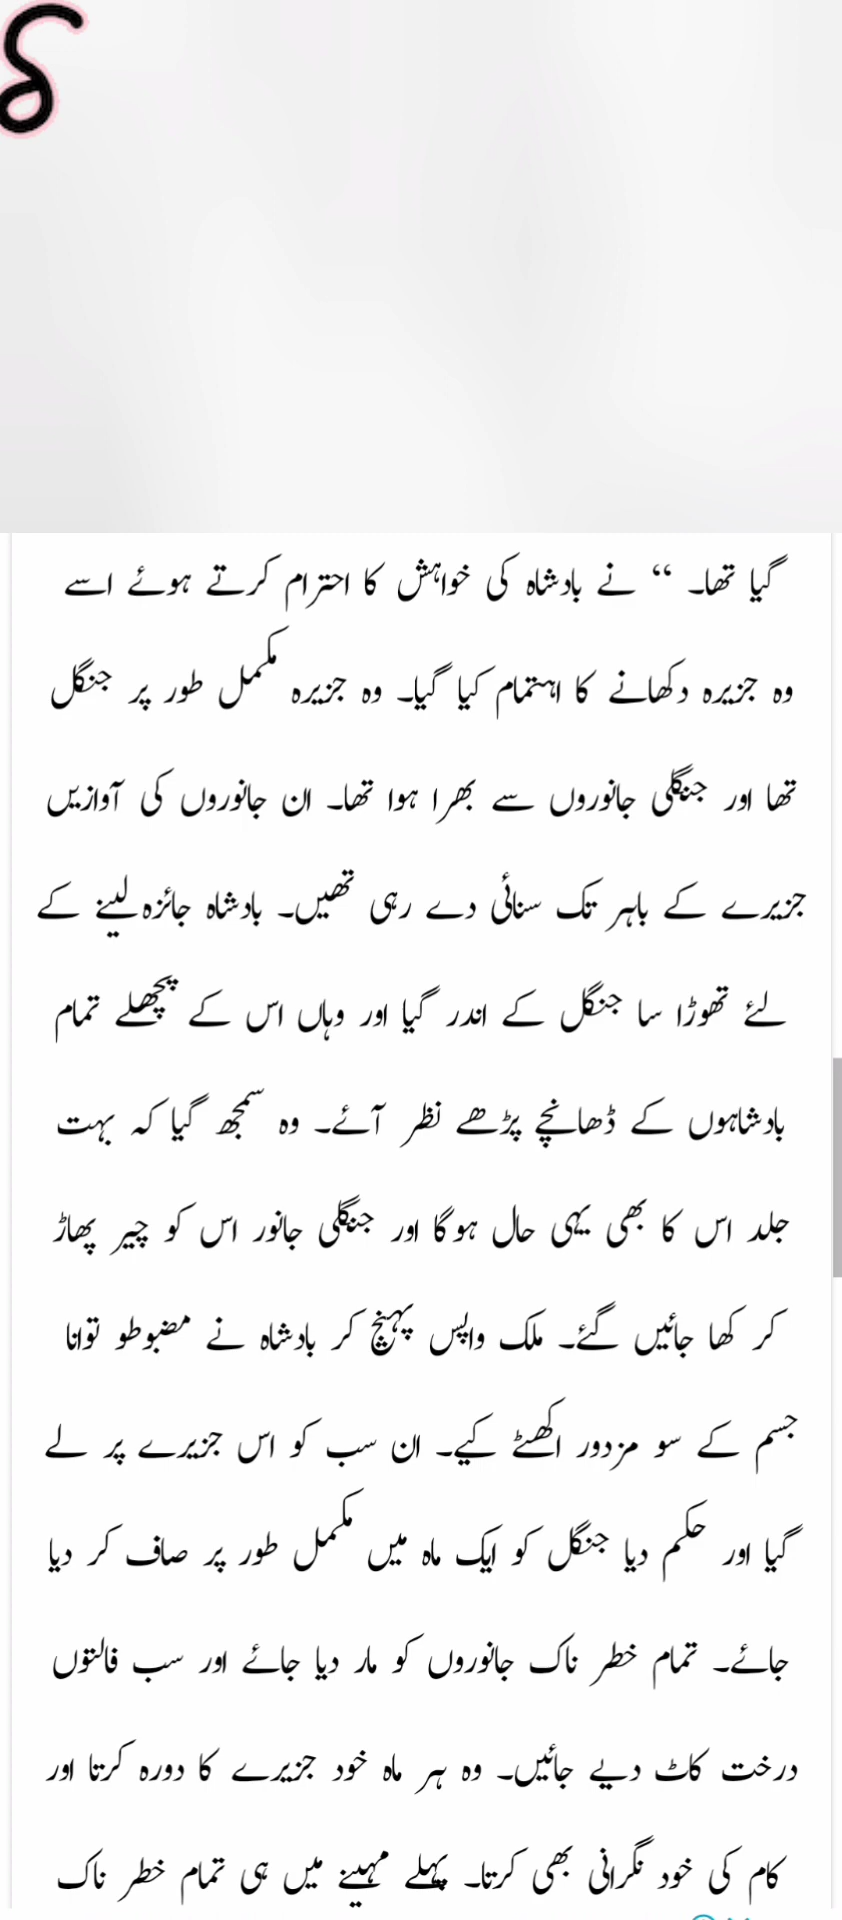 گیا تھا۔ “ نے بادشاہ کی خواہش کا احترام کرتے ہوئے اسے
وہ جزیرہ دکھانے کا اہتمام کیا گیا۔ وہ جزیرہ مکمل طور پر جنگل
تھا اور جنگلی جانوروں سے بھرا ہوا تھا۔ ان جانوروں کی آوازیں
جزیرے کے باہر تک سنائی دے رہی تھیں۔ بادشاہ جائزہ لینے کے
لئے تھوڑا سا جنگل کے اندر گیا اور وہاں اس کے پچھلے تمام
بادشاہوں کے ڈھانچے پڑھے نظر آئے۔ وہ سمجھ گیا کہ بہت
جلد اس کا بھی یہی حال ہوگا اور جنگلی جانور اس کو چیر پھاڑ
کر کھا جائیں گئے۔ ملک واپس پہنچ کر بادشاہ نے مضبوطو توانا
جسم کے سو مزدور اکھٹے کیے۔ ان سب کو اس جزیرے پر لے
گیا اور حکم دیا جنگل کو ایک ماہ میں مکمل طور پر صاف کر دیا
جائے۔ تمام خطر ناک جانوروں کو مار دیا جائے اور سب فالتوں
درخت کاٹ دیے جائیں۔ وہ ہر ماہ خود جزیرے کا دورہ کرتا اور
کام کی خود نگرانی بھی کرتا۔ پہلے مہینے میں ہی تمام خطر ناک